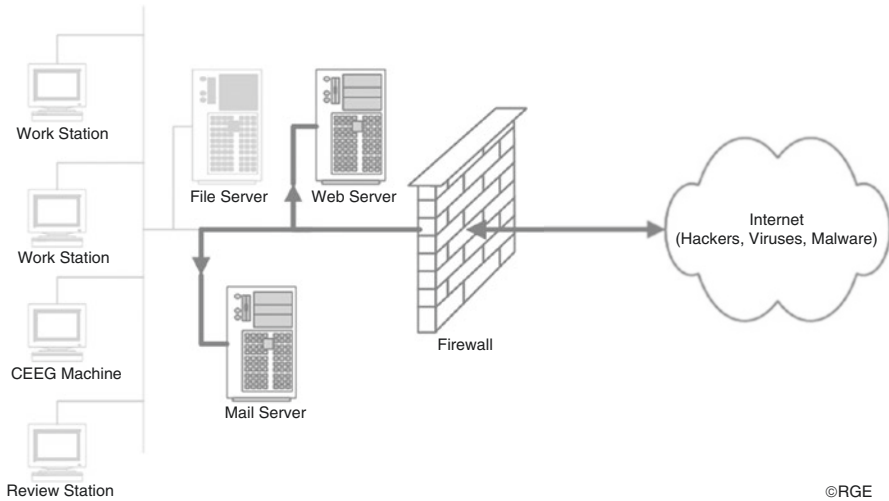 Work Station
File Server
Web Server
Work Station
Internet
(Hackers, Viruses, Malware)
Firewall
CEEG Machine
Mail Server
Review Station
©RGE